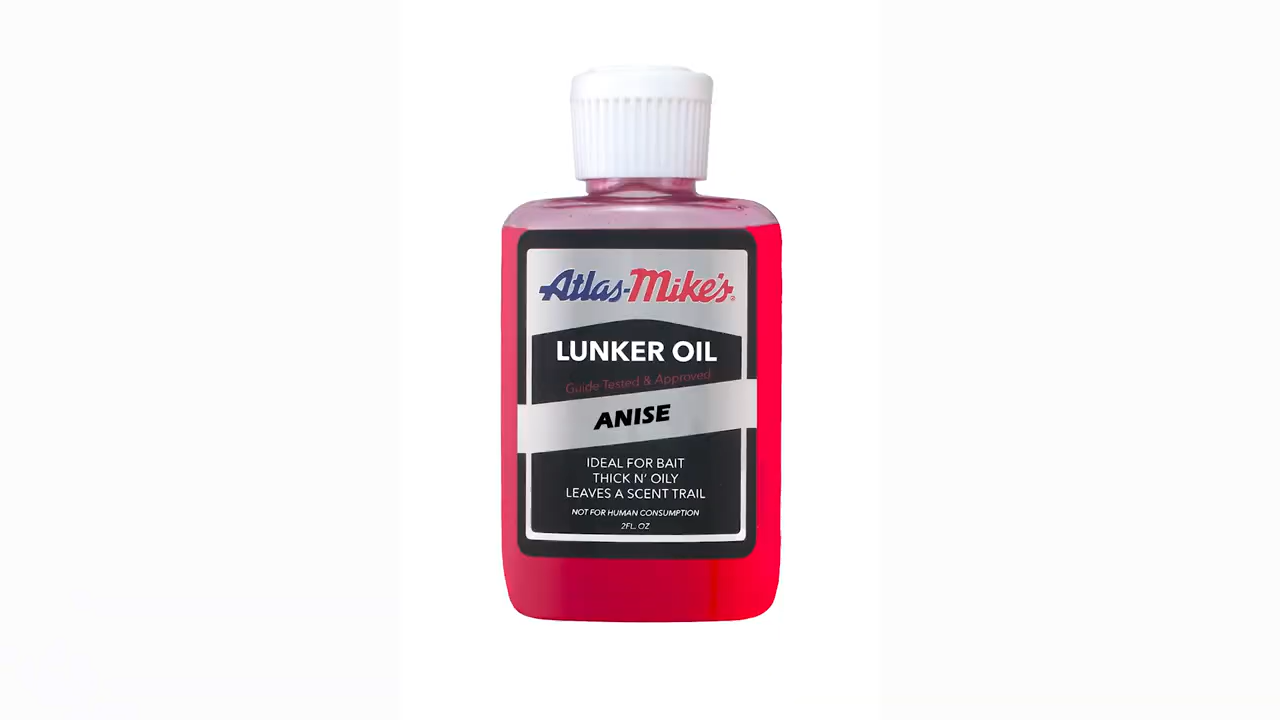 Atlas-Mike's®
LUNKER OIL
Guide Tested & Approved
ANISE
IDEAL FOR BAIT
THICK N' OILY
LEAVES A SCENT TRAIL
NOT FOR HUMAN CONSUMPTION
2FL. OZ